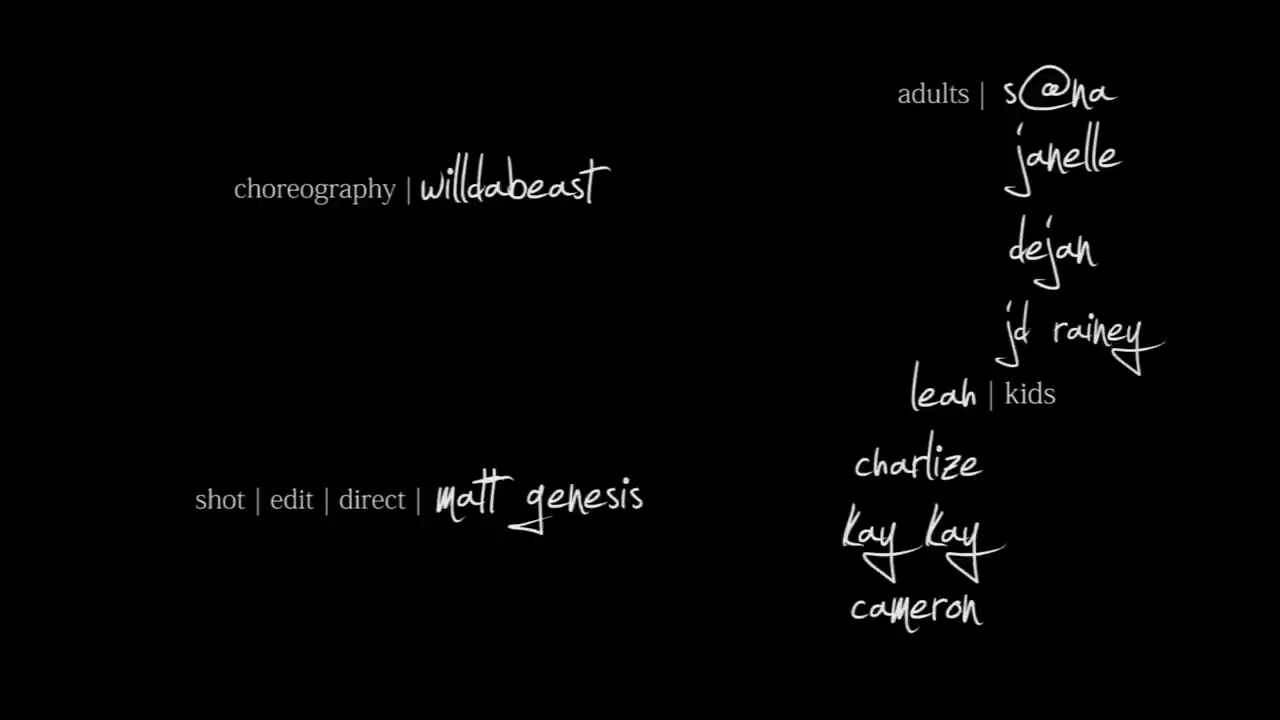 choreography | willdabeast
shot | edit | direct | matt genesis
adults | s@na
janelle
dejan
jd rainey
leah | kids
charlize
kay kay
cameron